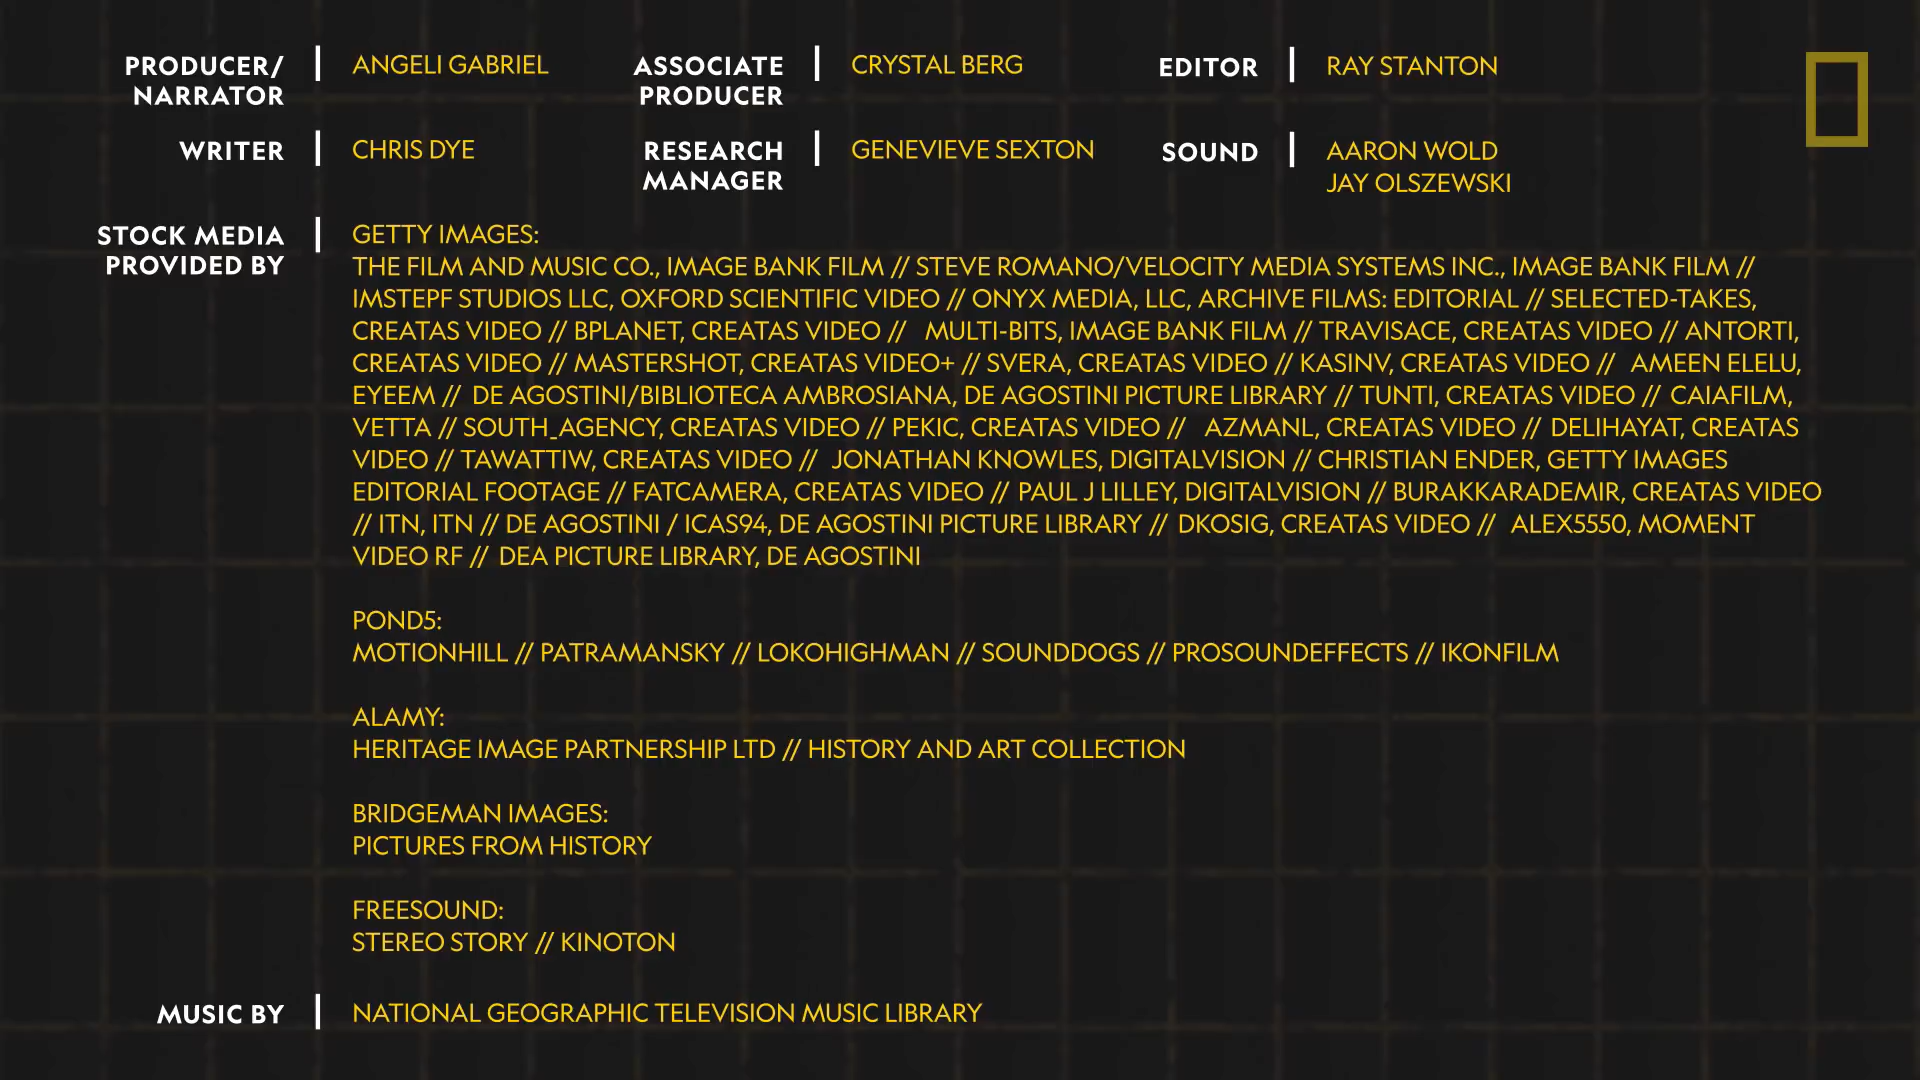 PRODUCER/ NARRATOR | ANGELI GABRIEL
ASSOCIATE PRODUCER | CRYSTAL BERG
EDITOR | RAY STANTON
WRITER | CHRIS DYE
RESEARCH MANAGER | GENEVIEVE SEXTON
SOUND | AARON WOLD
JAY OLSZEWSKI
STOCK MEDIA PROVIDED BY | GETTY IMAGES:
THE FILM AND MUSIC CO., IMAGE BANK FILM // STEVE ROMANO/VELOCITY MEDIA SYSTEMS INC., IMAGE BANK FILM //
IMSTEPF STUDIOS LLC, OXFORD SCIENTIFIC VIDEO // ONYX MEDIA, LLC, ARCHIVE FILMS: EDITORIAL // SELECTED-TAKES,
CREATAS VIDEO // BPLANET, CREATAS VIDEO // MULTI-BITS, IMAGE BANK FILM // TRAVISACE, CREATAS VIDEO // ANTORTI,
CREATAS VIDEO // MASTERSHOT, CREATAS VIDEO+ // SVERA, CREATAS VIDEO // KASINV, CREATAS VIDEO // AMEEN ELELU,
EYEEM // DE AGOSTINI/BIBLIOTECA AMBROSIANA, DE AGOSTINI PICTURE LIBRARY // TUNTI, CREATAS VIDEO // CAIAFILM,
VETTA // SOUTH_AGENCY, CREATAS VIDEO // PEKIC, CREATAS VIDEO // AZMANL, CREATAS VIDEO // DELIHAYAT, CREATAS
VIDEO // TAWATTIW, CREATAS VIDEO // JONATHAN KNOWLES, DIGITALVISION // CHRISTIAN ENDER, GETTY IMAGES
EDITORIAL FOOTAGE // FATCAMERA, CREATAS VIDEO // PAUL J LILLEY, DIGITALVISION // BURAKKARADEMIR, CREATAS VIDEO
// ITN, ITN // DE AGOSTINI / ICAS94, DE AGOSTINI PICTURE LIBRARY // DKOSIG, CREATAS VIDEO // ALEX5550, MOMENT
VIDEO RF // DEA PICTURE LIBRARY, DE AGOSTINI
POND5:
MOTIONHILL // PATRAMANSKY // LOKOHIGHMAN // SOUNDDOGS // PROSOUNDEFFECTS // IKONFILM
ALAMY:
HERITAGE IMAGE PARTNERSHIP LTD // HISTORY AND ART COLLECTION
BRIDGEMAN IMAGES:
PICTURES FROM HISTORY
FREESOUND:
STEREO STORY // KINOTON
MUSIC BY | NATIONAL GEOGRAPHIC TELEVISION MUSIC LIBRARY